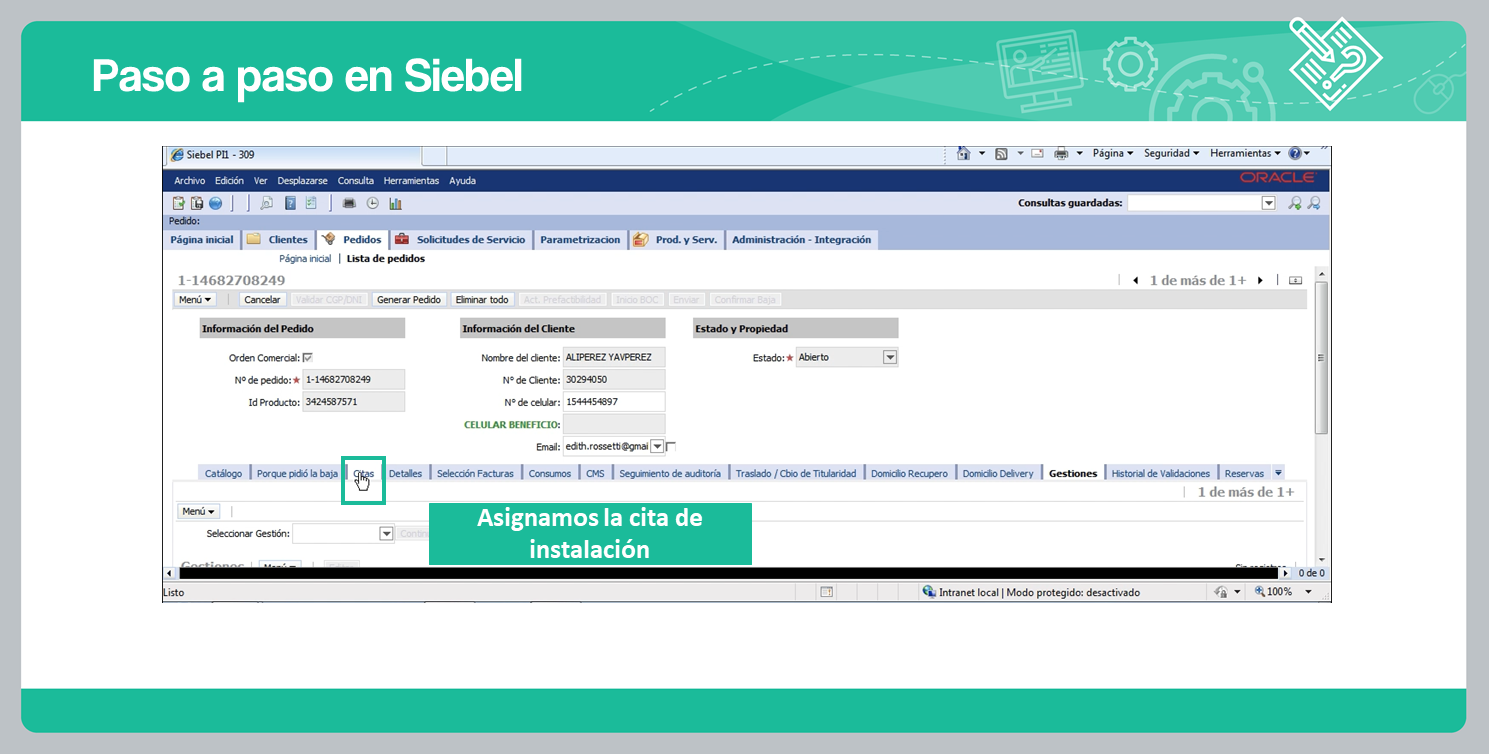 Paso a paso en Siebel
Siebel PI1 - 309
Página Seguridad Herramientas
Archivo Edición Ver Desplazarse Consulta Herramientas Ayuda
ORACLE
Consultas guardadas:
Pedido:
Página inicial Clientes Pedidos Solicitudes de Servicio Parametrizacion Prod. y Serv. Administración - Integración
Página inicial | Lista de pedidos
1-14682708249
1 de más de 1+
Menú Cancelar Validar CGP/DNI Generar Pedido Eliminar todo Act. Prefactibilidad Inicio BOC Enviar Confirmar Baja
Información del Pedido Información del Cliente Estado y Propiedad
Orden Comercial: Nombre del cliente: ALIPEREZ YAVPEREZ Estado: Abierto
Nº de pedido: 1-14682708249 Nº de Cliente: 30294050
Id Producto: 3424587571 Nº de celular: 1544454897
CELULAR BENEFICIO:
Email: edith.rossetti@gmai
Catálogo Porque pidió la baja Citas Detalles Selección Facturas Consumos CMS Seguimiento de auditoría Traslado / Cbio de Titularidad Domicilio Recupero Domicilio Delivery Gestiones Historial de Validaciones Reservas
1 de más de 1+
Menú
Seleccionar Gestión:
Asignamos la cita de
instalación
Gestiones Menú
0 de 0
Listo Intranet local | Modo protegido: desactivado 100%